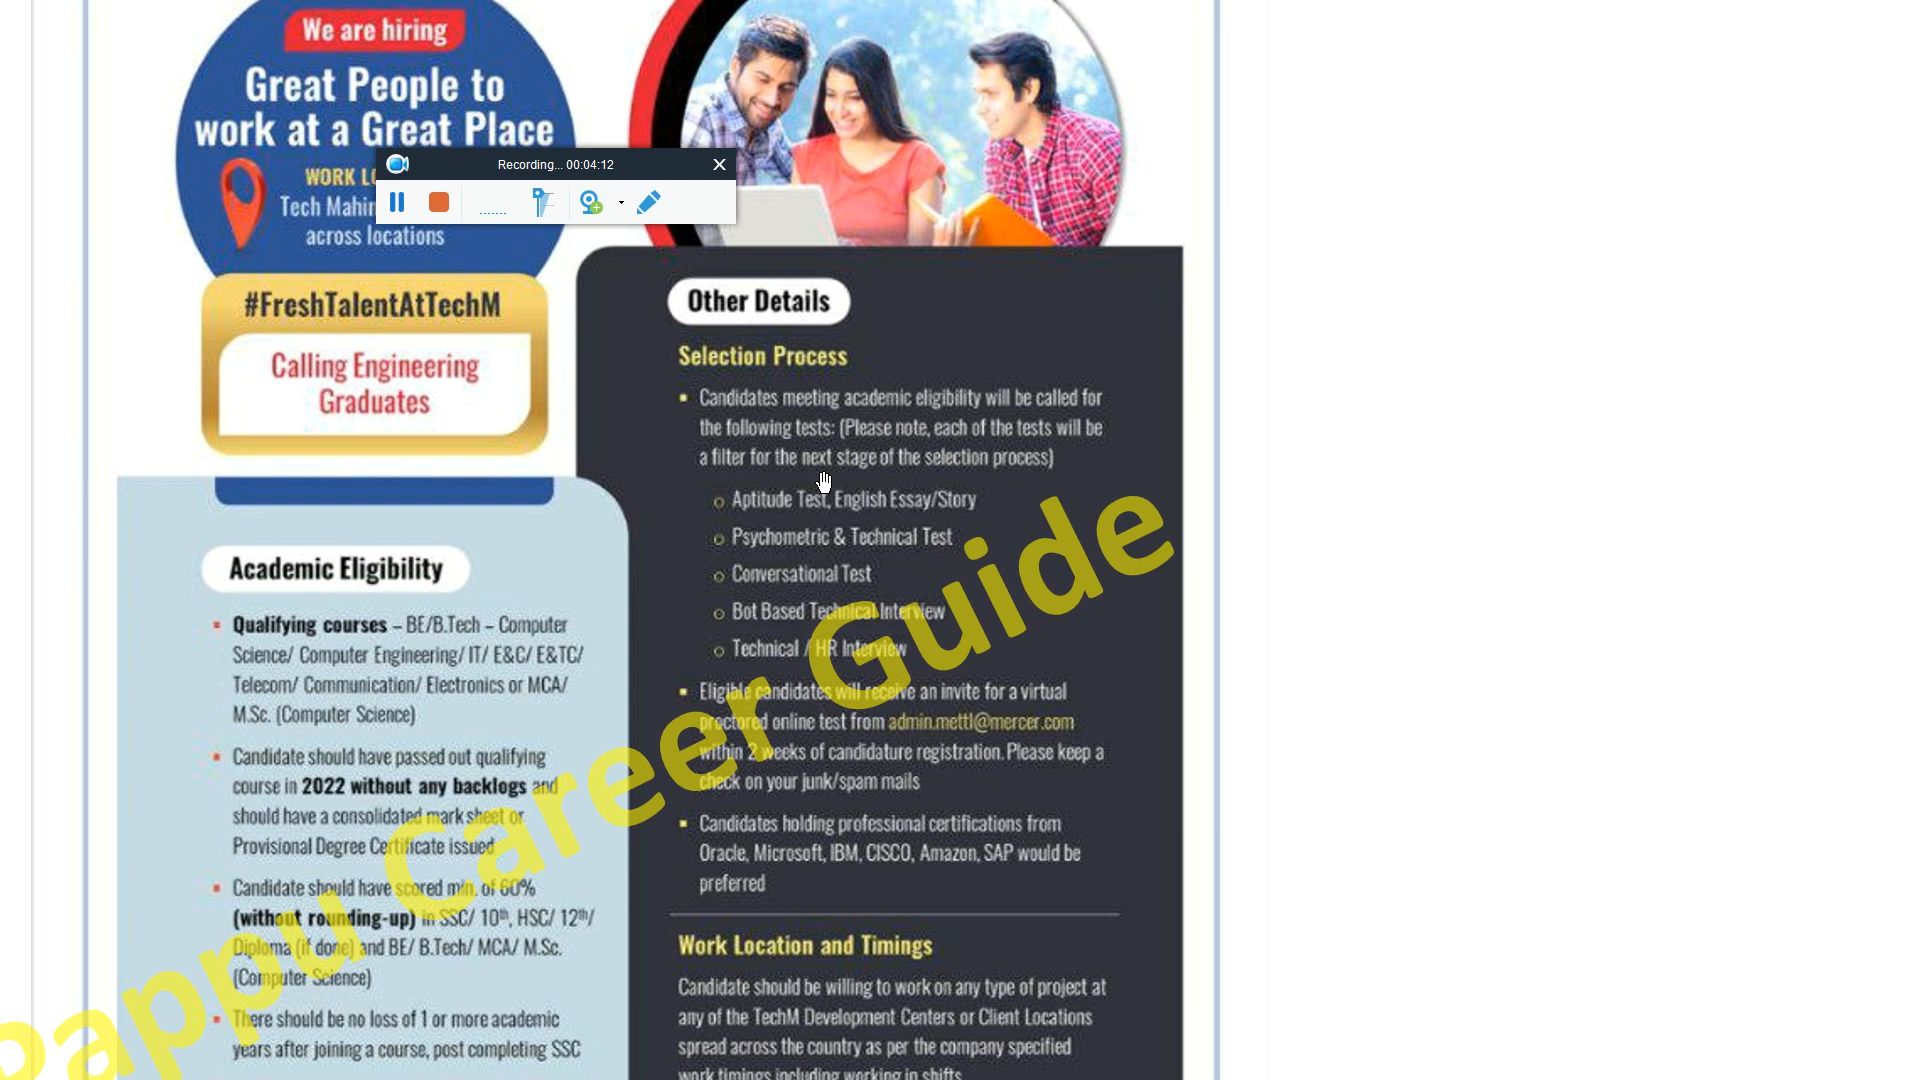 We are hiring
Great People to
work at a Great Place
WORK
Tech
across locations
Recording... 00:04:12
#FreshTalentAtTechM
Calling Engineering
Graduates
Academic Eligibility
Qualifying courses – BE/B.Tech – Computer
Science/ Computer Engineering/ IT/ E&C/ E&TC/
Telecom/ Communication/ Electronics or MCA/
M.Sc. (Computer Science)
Candidate should have passed out qualifying
course in 2022 without any backlogs and
should have a consolidated mark sheet or
Provisional Degree Certificate issued
Candidate should have scored min. of 60%
(without rounding-up) in SSC/ 10th, HSC/ 12th/
Diploma (if done) and BE/ B.Tech/ MCA/ M.Sc.
(Computer Science)
There should be no loss of 1 or more academic
years after joining a course, post completing SSC
Other Details
Selection Process
Candidates meeting academic eligibility will be called for
the following tests: (Please note, each of the tests will be
a filter for the next stage of the selection process)
Aptitude Test, English Essay/Story
Psychometric & Technical Test
Conversational Test
Bot Based Technical Interview
Technical / HR Interview
Eligible candidates will receive an invite for a virtual
proctored online test from admin.mettl@mercer.com
within 2 weeks of candidature registration. Please keep a
check on your junk/spam mails
Candidates holding professional certifications from
Oracle, Microsoft, IBM, CISCO, Amazon, SAP would be
preferred
Work Location and Timings
Candidate should be willing to work on any type of project at
any of the TechM Development Centers or Client Locations
spread across the country as per the company specified
work timings including working in shifts
Pappu Career Guide